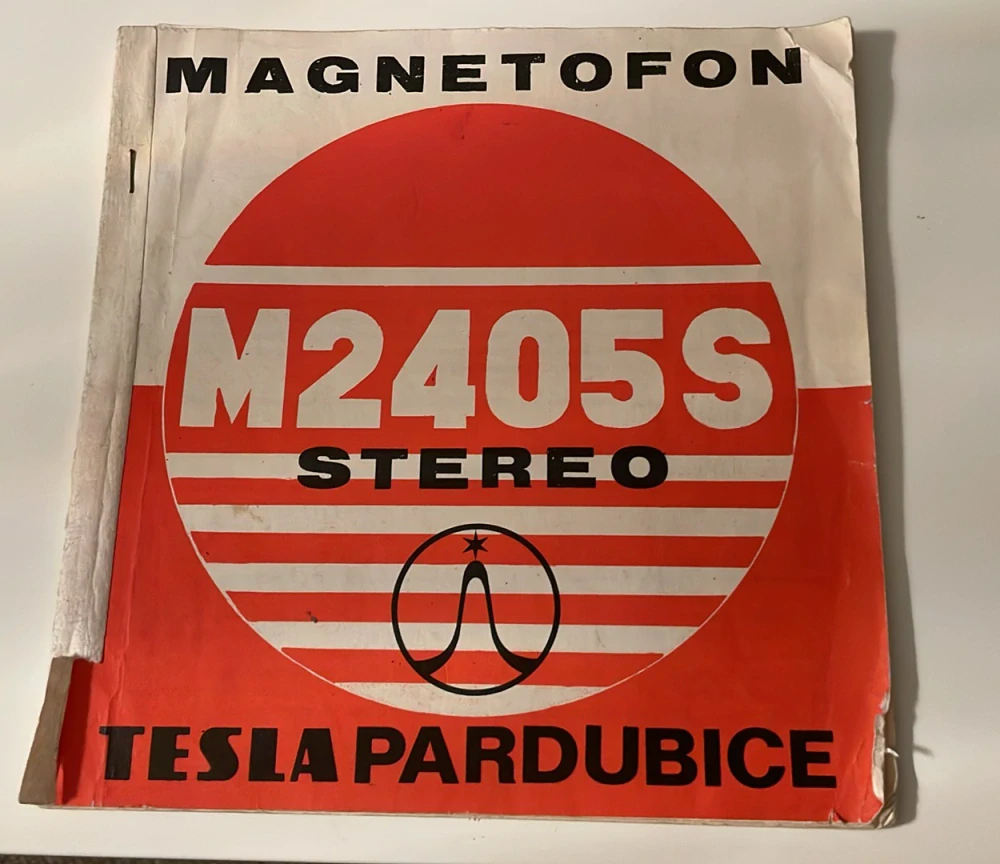 MAGNETOFON
M2405S
STEREO
TESLA PARDUBICE